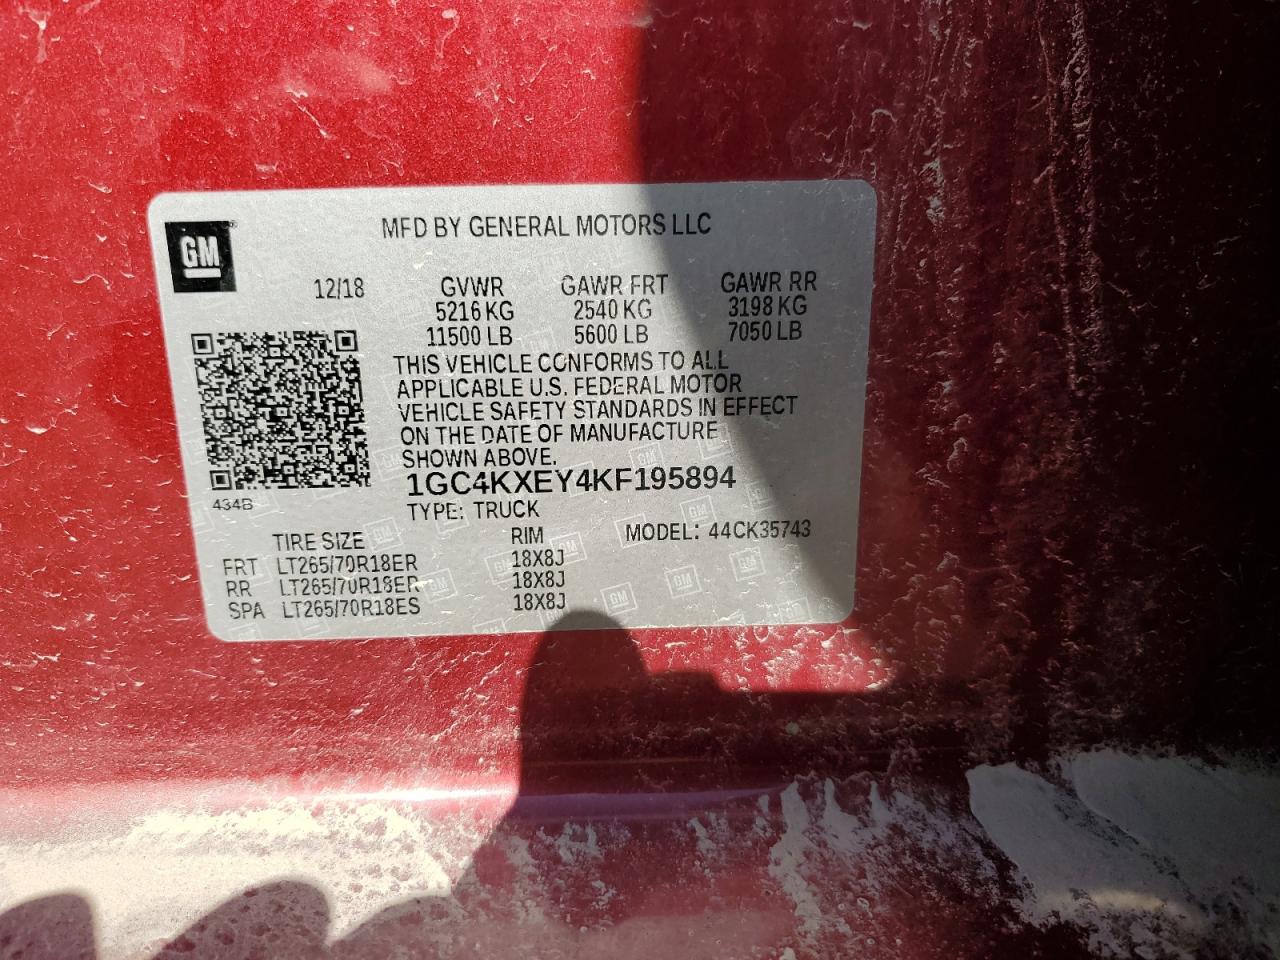 GM
MFD BY GENERAL MOTORS LLC
12/18 GVWR GAWR FRT GAWR RR
5216 KG 2540 KG 3198 KG
11500 LB 5600 LB 7050 LB
THIS VEHICLE CONFORMS TO ALL
APPLICABLE U.S. FEDERAL MOTOR
VEHICLE SAFETY STANDARDS IN EFFECT
ON THE DATE OF MANUFACTURE
SHOWN ABOVE.
1GC4KXEY4KF195894
434B
TYPE: TRUCK
TIRE SIZE RIM MODEL: 44CK35743
FRT LT265/70R18ER 18X8J
RR LT265/70R18ER 18X8J
SPA LT265/70R18ES 18X8J